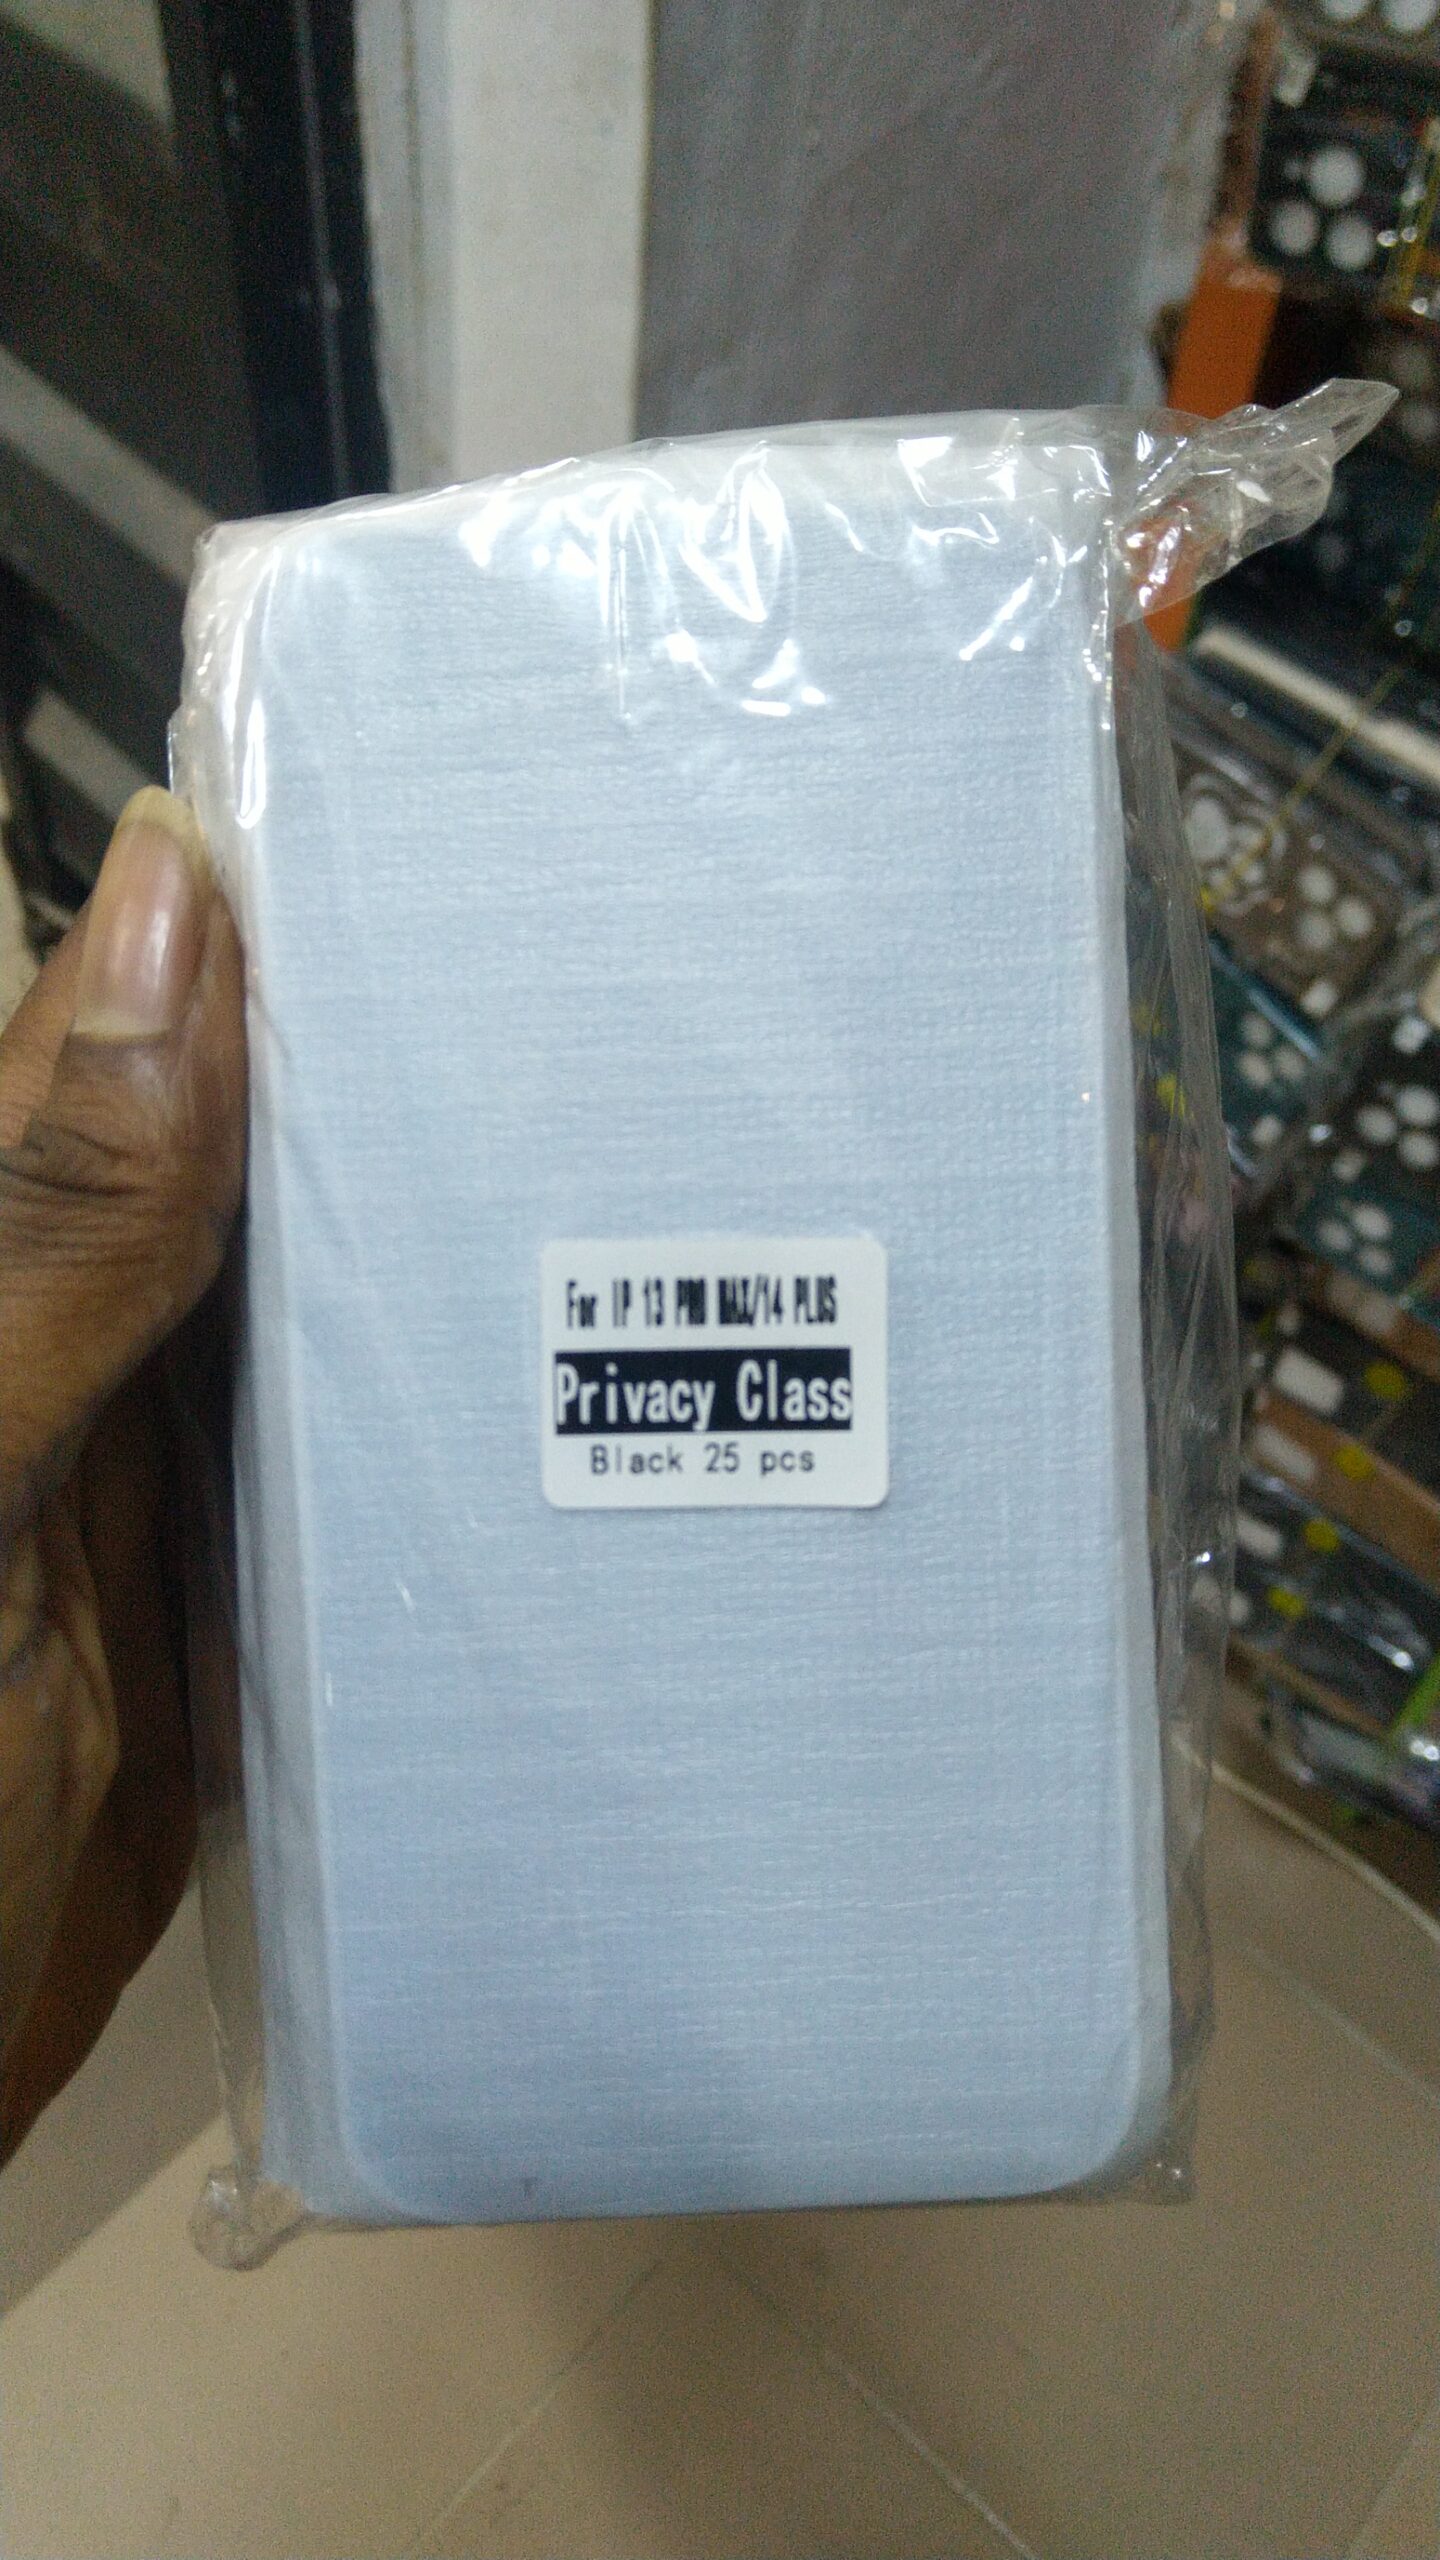 For IP 13 PRO MAX/14 PLUS
Privacy Class
Black 25 pcs